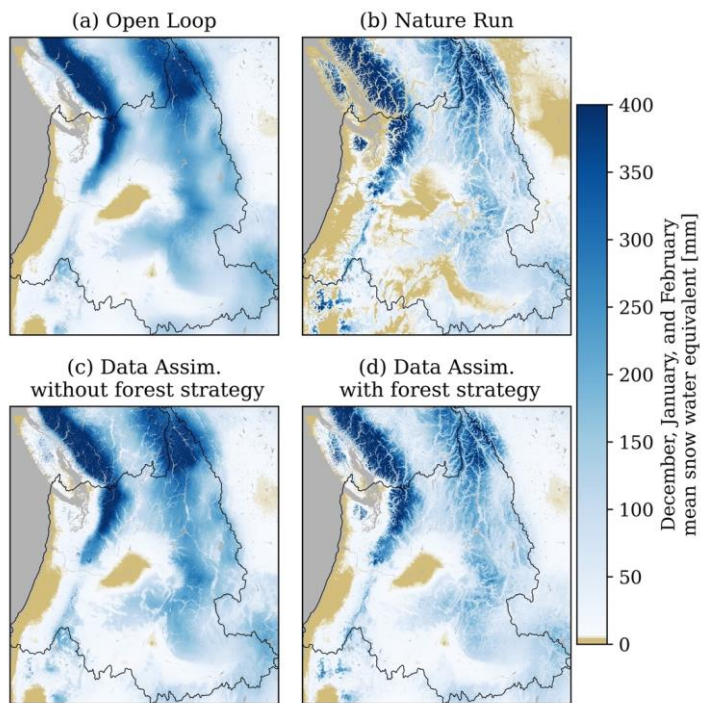 (a) Open Loop
(b) Nature Run
(c) Data Assim.
without forest strategy
(d) Data Assim.
with forest strategy
400
350
300
250
200
150
100
50
0
December, January, and February
mean snow water equivalent [mm]